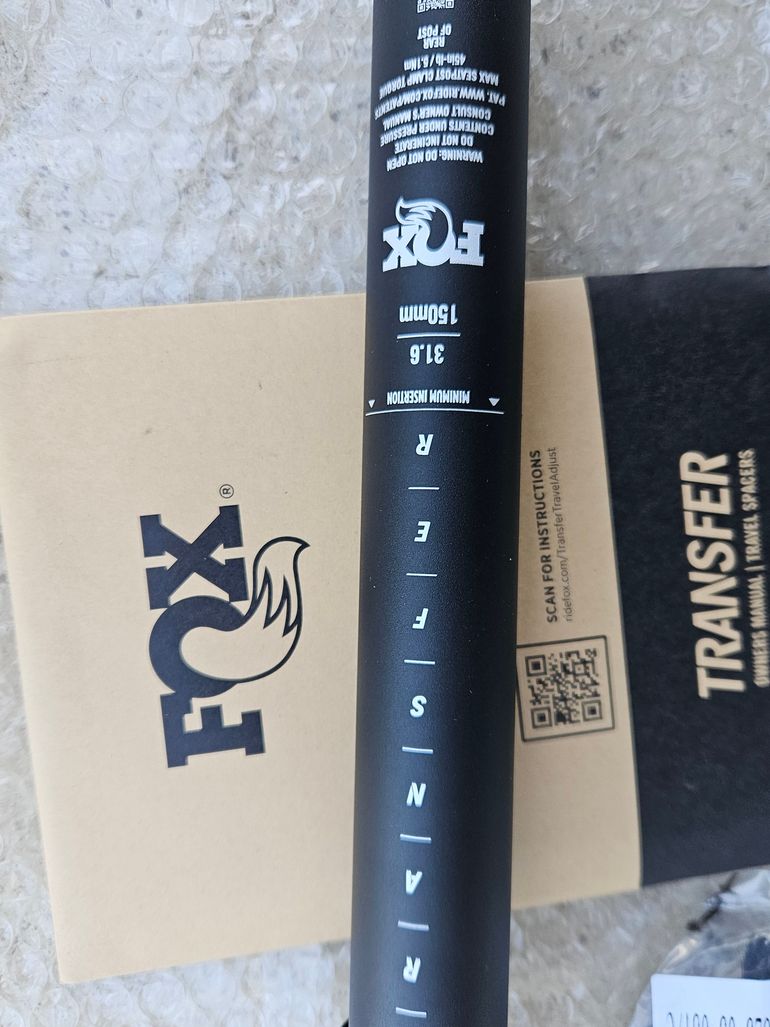 REAR
OF POST
45in-lb / 5.1Nm
MAX SEATPOST CLAMP TORQUE
PAT. WWW.RIDEFOX.COM/PATENTS
CONSULT OWNER'S MANUAL
CONTENTS UNDER PRESSURE
DO NOT INCINERATE
WARNING: DO NOT OPEN
FOX
150mm
31.6
MINIMUM INSERTION
R
E
F
S
N
A
R
FOX®
SCAN FOR INSTRUCTIONS
ridefox.com/TransferTravelAdjust
TRANSFER
OWNERS MANUAL | TRAVEL SPACERS